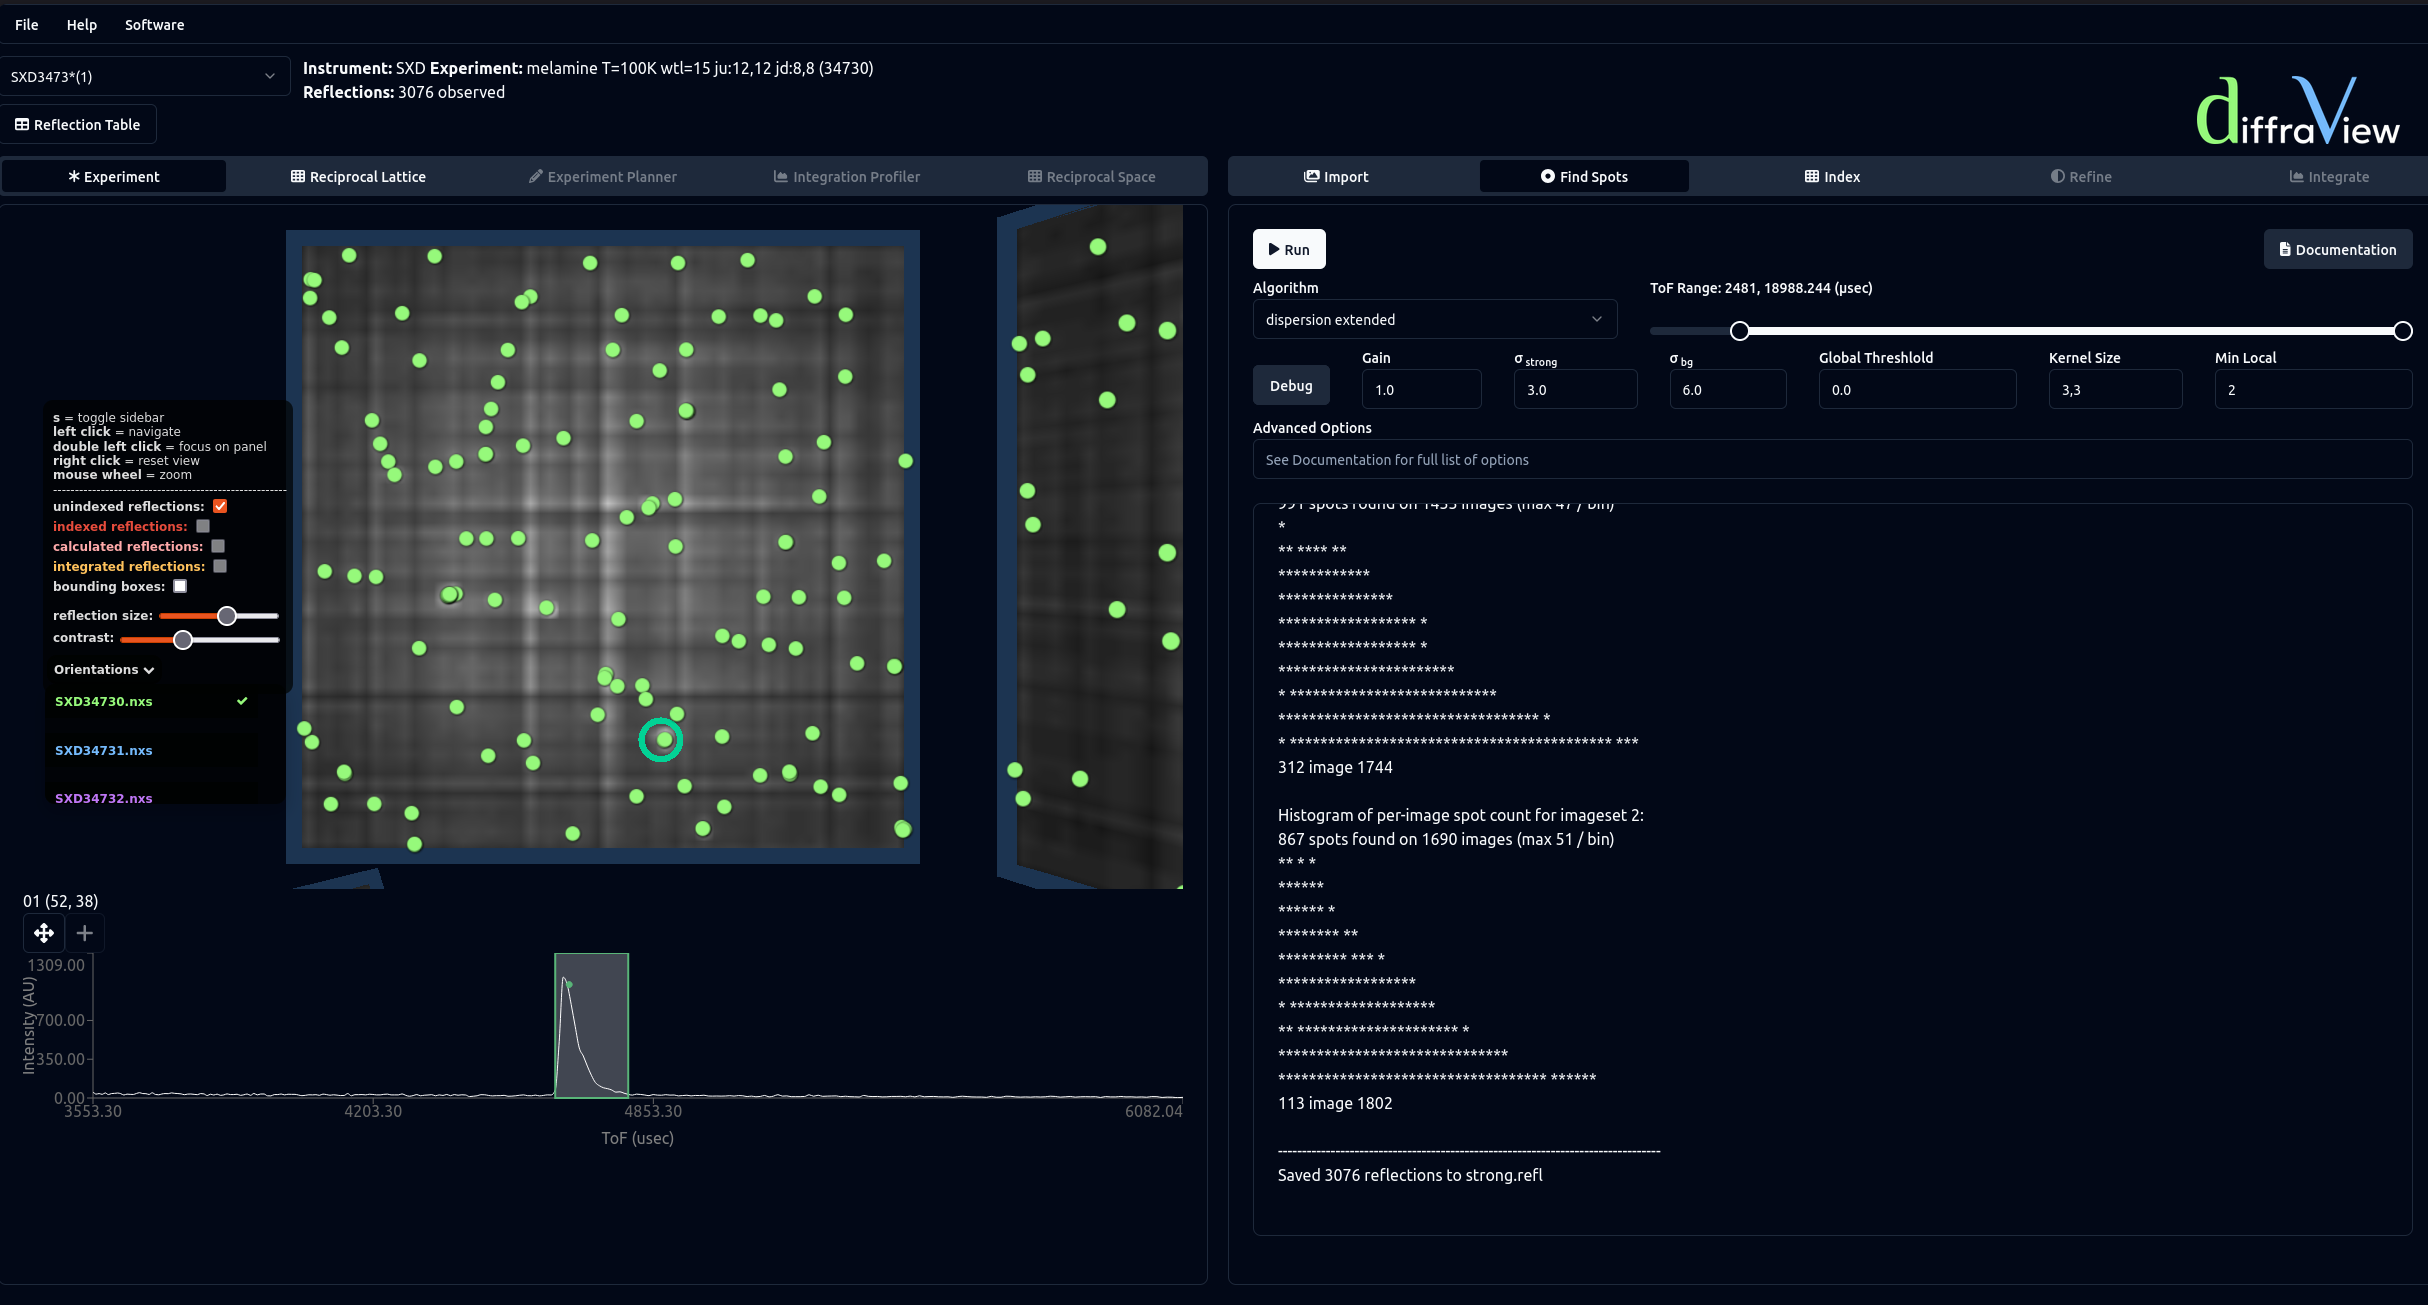 File Help Software
SXD3473*(1)
Instrument: SXD Experiment: melamine T=100K wtl=15 ju:12,12 jd:8,8 (34730)
Reflections: 3076 observed
Reflection Table
diffraView
Experiment Reciprocal Lattice Experiment Planner Integration Profiler Reciprocal Space
Import Find Spots Index Refine Integrate
s = toggle sidebar
left click = navigate
double left click = focus on panel
right click = reset view
mouse wheel = zoom
unindexed reflections:
indexed reflections:
calculated reflections:
integrated reflections:
bounding boxes:
reflection size:
contrast:
Orientations
SXD34730.nxs
SXD34731.nxs
SXD34732.nxs
01 (52, 38)
1309.00
700.00
350.00
0.00
Intensity (AU)
3553.30 4203.30 4853.30 6082.04
ToF (usec)
Run
Documentation
Algorithm
dispersion extended
ToF Range: 2481, 18988.244 (μsec)
Debug
Gain
1.0
σ strong
3.0
σ bg
6.0
Global Threshlold
0.0
Kernel Size
3,3
Min Local
2
Advanced Options
See Documentation for full list of options
991 spots found on 1455 images (max 47 / bin)
*
** **** **
************
***************
****************** *
****************** *
***********************
* ***************************
********************************** *
* ****************************************** ***
312 image 1744
Histogram of per-image spot count for imageset 2:
867 spots found on 1690 images (max 51 / bin)
** * *
******
****** *
******** **
********* *** *
******************
* *******************
** ********************* *
******************************
*********************************** ******
113 image 1802
--------------------------------------------------------------------------------
Saved 3076 reflections to strong.refl